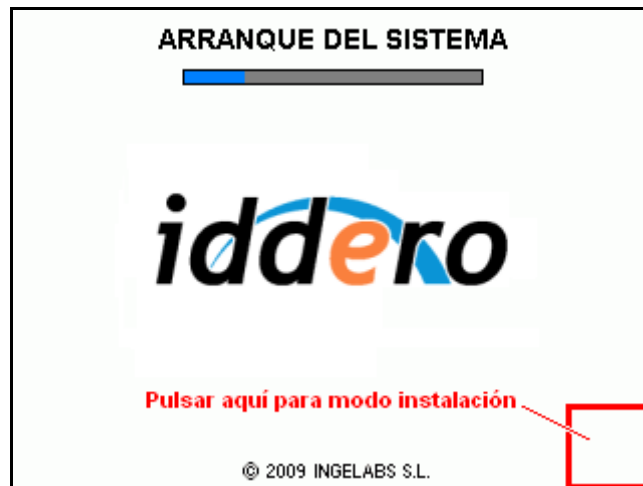 ARRANQUE DEL SISTEMA
iddero
Pulsar aquí para modo instalación
© 2009 INGELABS S.L.